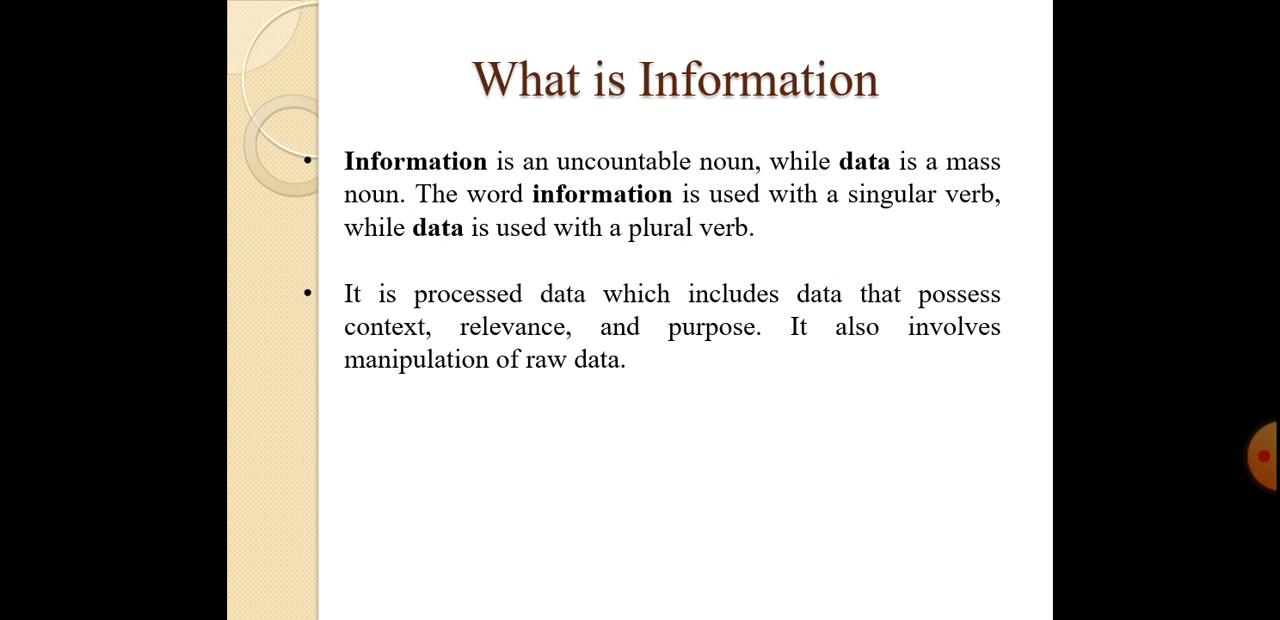 What is Information
• Information is an uncountable noun, while data is a mass
noun. The word information is used with a singular verb,
while data is used with a plural verb.
• It is processed data which includes data that possess
context, relevance, and purpose. It also involves
manipulation of raw data.